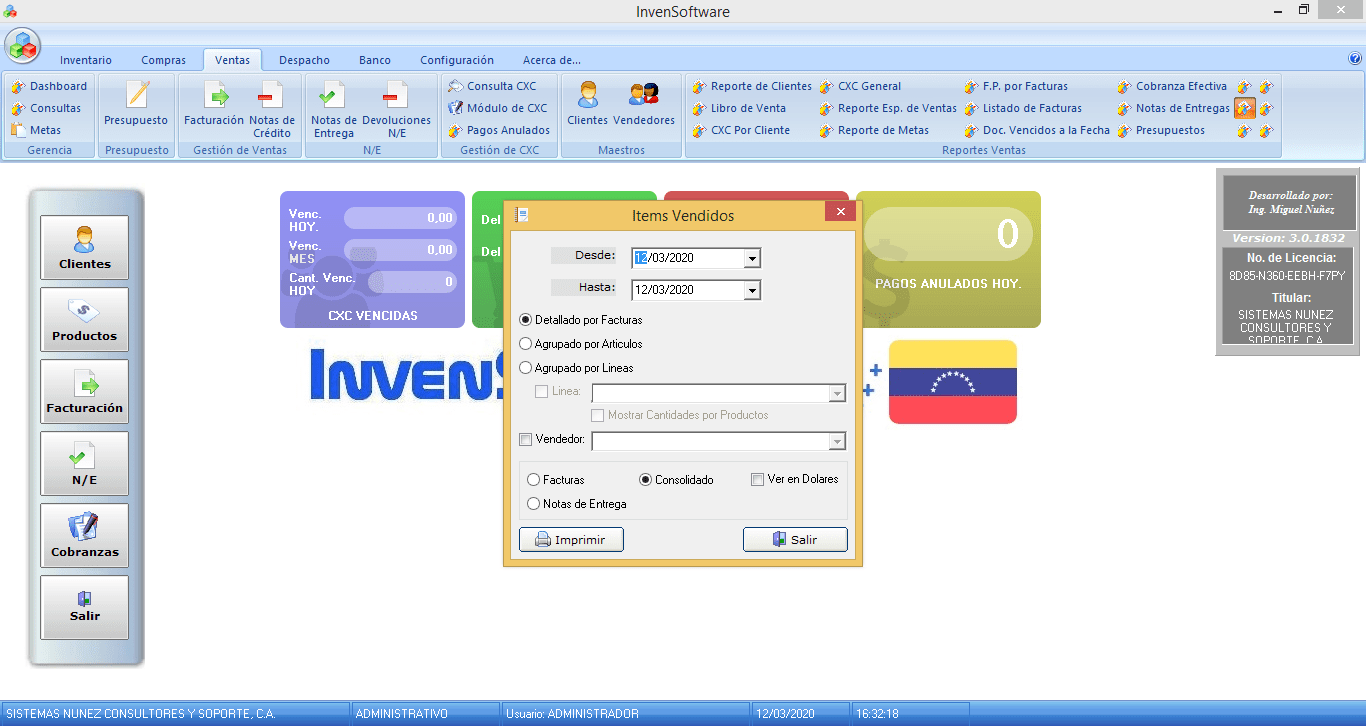 InvenSoftware
Inventario Compras Ventas Despacho Banco Configuración Acerca de...
Dashboard
Consultas
Metas
Gerencia
Presupuesto
Presupuesto
Facturación
Notas de Crédito
Gestión de Ventas
Notas de Entrega
Devoluciones N/E
N/E
Consulta CXC
Módulo de CXC
Pagos Anulados
Gestión de CXC
Clientes Vendedores
Maestros
Reporte de Clientes CXC General F.P. por Facturas Cobranza Efectiva
Libro de Venta Reporte Esp. de Ventas Listado de Facturas Notas de Entregas
CXC Por Cliente Reporte de Metas Doc. Vencidos a la Fecha Presupuestos
Reportes Ventas
Clientes
Productos
Facturación
N/E
Cobranzas
Salir
Venc. HOY. 0,00
Venc. MES 0,00
Cant. Venc. HOY 0
CXC VENCIDAS
Del
Del
0
PAGOS ANULADOS HOY.
InvenS
Items Vendidos
Desde: 12/03/2020
Hasta: 12/03/2020
Detallado por Facturas
Agrupado por Articulos
Agrupado por Lineas
Linea:
Mostrar Cantidades por Productos
Vendedor:
Facturas Consolidado Ver en Dolares
Notas de Entrega
Imprimir Salir
Desarrollado por:
Ing. Miguel Nuñez
Version: 3.0.1832
No. de Licencia:
8D85-N360-EEBH-F7PY
Titular:
SISTEMAS NUNEZ
CONSULTORES Y
SOPORTE, C.A.
SISTEMAS NUNEZ CONSULTORES Y SOPORTE, C.A. ADMINISTRATIVO Usuario: ADMINISTRADOR 12/03/2020 16:32:18